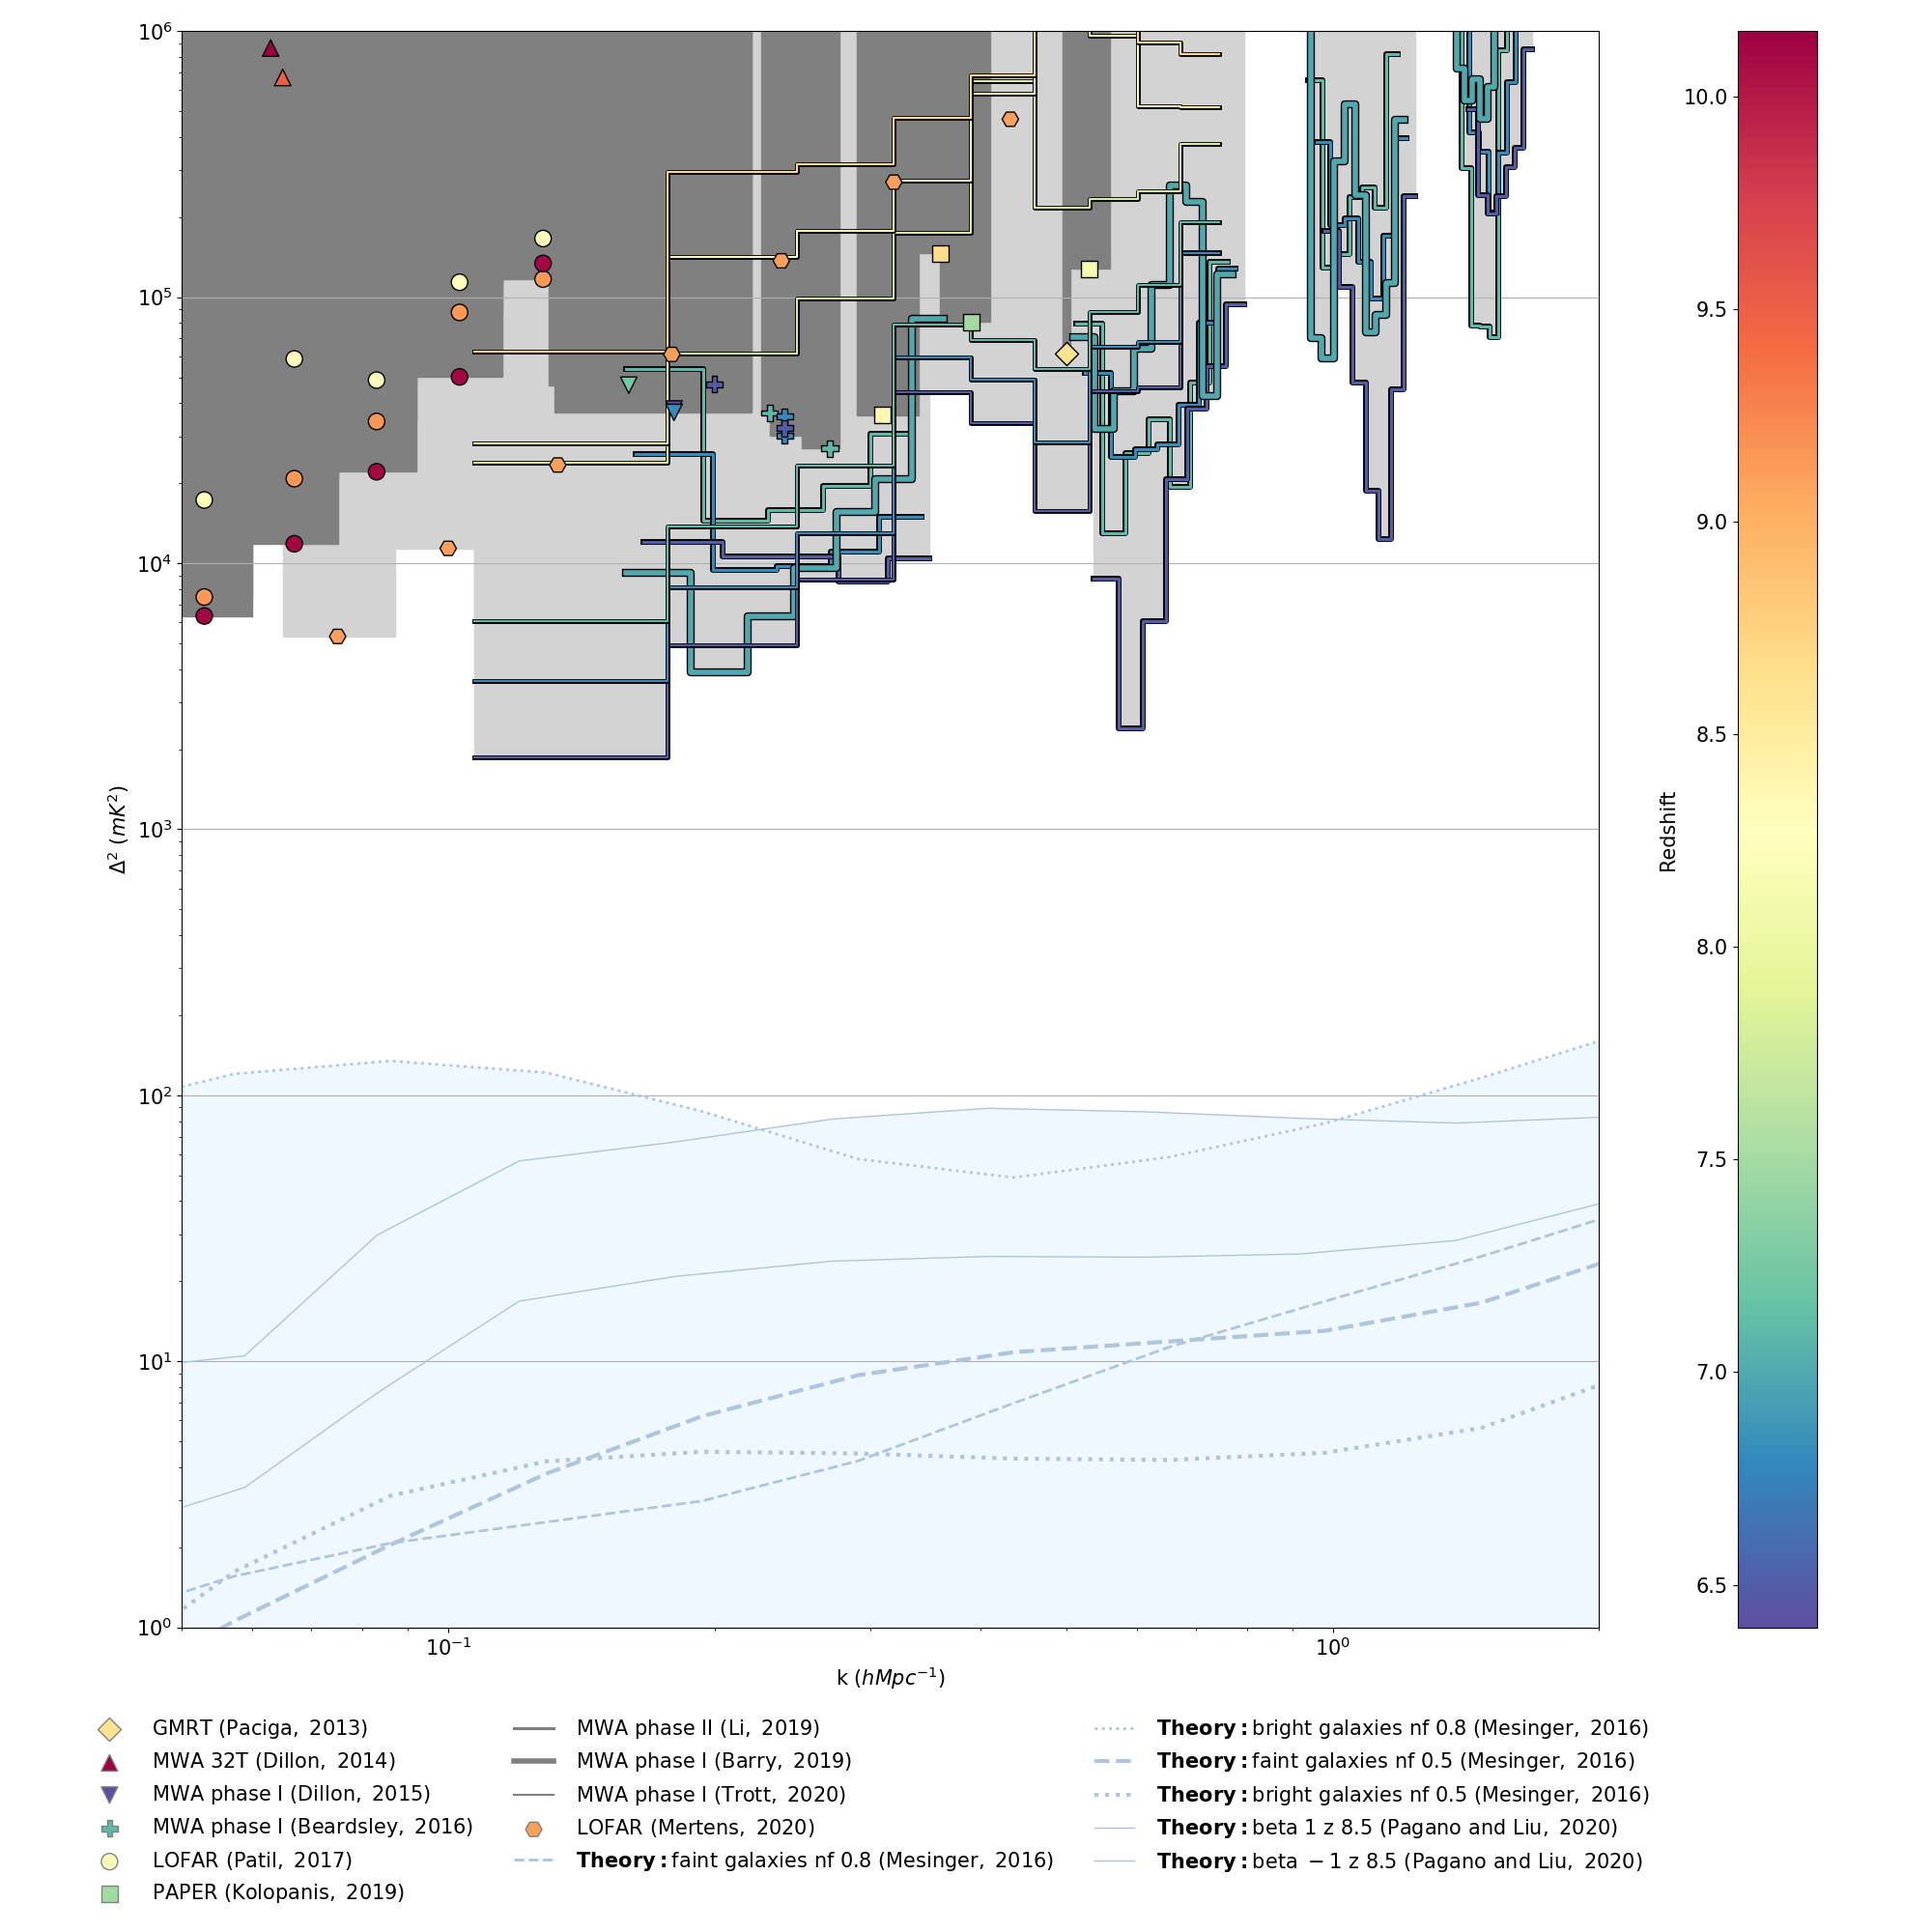 10⁶
10⁵
10⁴
10³
10²
10¹
10⁰
Δ² (mK²)
10⁻¹
10⁰
k (hMpc⁻¹)
10.0
9.5
9.0
8.5
8.0
7.5
7.0
6.5
Redshift
GMRT (Paciga, 2013)
MWA 32T (Dillon, 2014)
MWA phase I (Dillon, 2015)
MWA phase I (Beardsley, 2016)
LOFAR (Patil, 2017)
PAPER (Kolopanis, 2019)
MWA phase II (Li, 2019)
MWA phase I (Barry, 2019)
MWA phase I (Trott, 2020)
LOFAR (Mertens, 2020)
Theory: faint galaxies nf 0.8 (Mesinger, 2016)
Theory: bright galaxies nf 0.8 (Mesinger, 2016)
Theory: faint galaxies nf 0.5 (Mesinger, 2016)
Theory: bright galaxies nf 0.5 (Mesinger, 2016)
Theory: beta 1 z 8.5 (Pagano and Liu, 2020)
Theory: beta − 1 z 8.5 (Pagano and Liu, 2020)